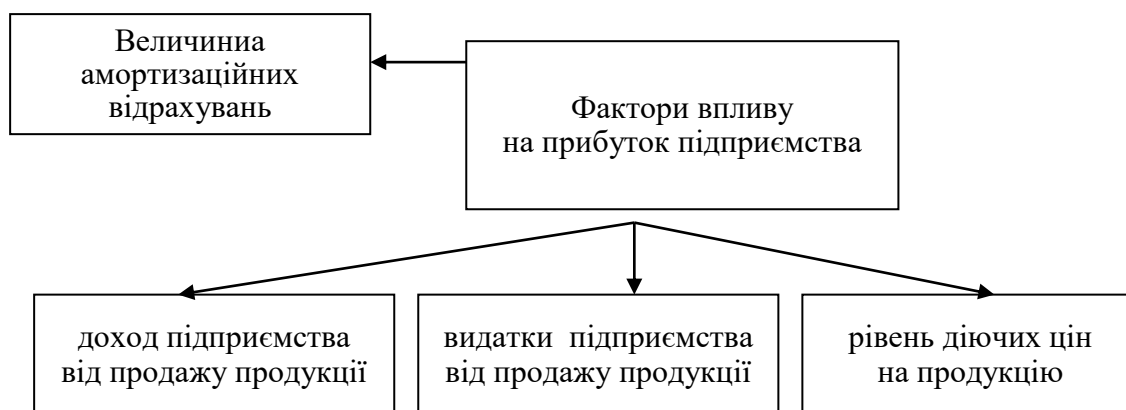 Величиниа
амортизаційних
відрахувань
Фактори впливу
на прибуток підприємства
доход підприємства
від продажу продукції
видатки підприємства
від продажу продукції
рівень діючих цін
на продукцію